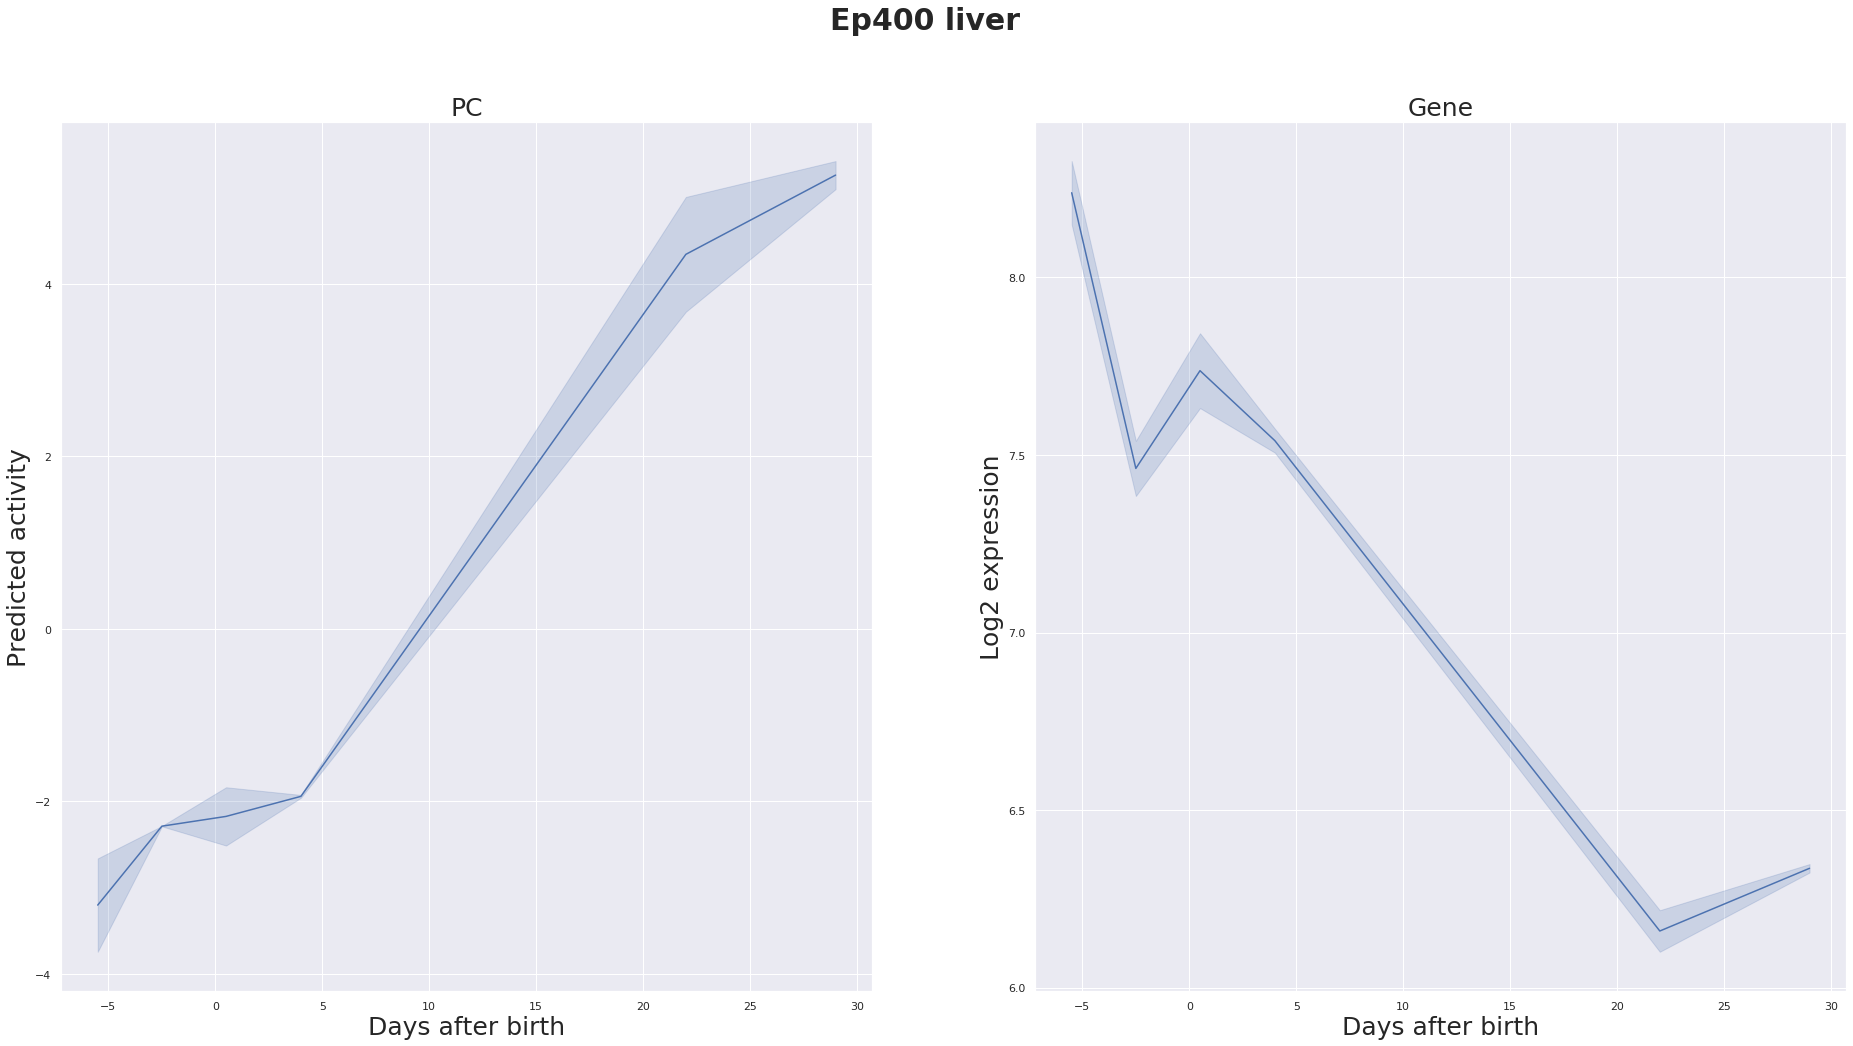 Ep400 liver
PC
Predicted activity
4
2
0
−2
−4
−5 0 5 10 15 20 25 30
Days after birth
Gene
Log2 expression
8.0
7.5
7.0
6.5
6.0
−5 0 5 10 15 20 25 30
Days after birth